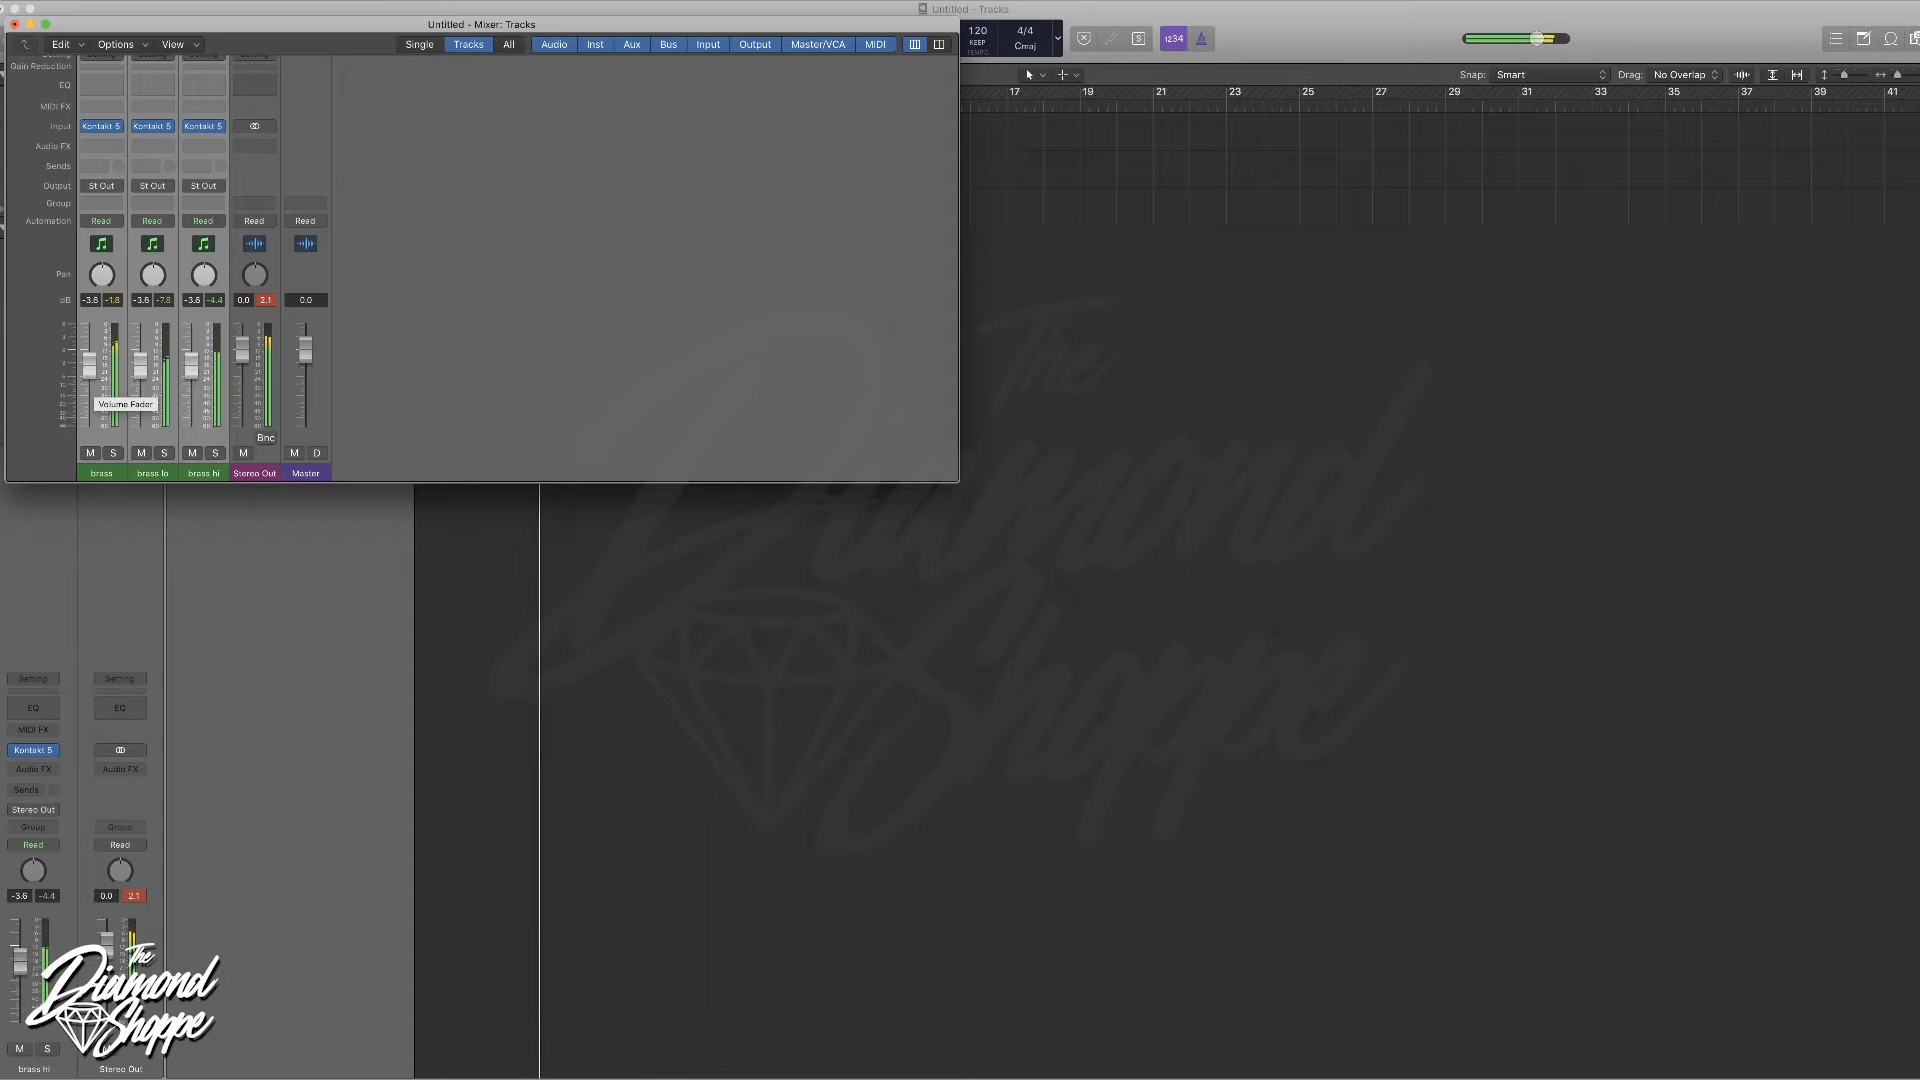 Untitled - Tracks
Untitled - Mixer: Tracks
120
KEEP
TEMPO
4/4
Cmaj
1234
Edit
Options
View
Single
Tracks
All
Audio
Inst
Aux
Bus
Input
Output
Master/VCA
MIDI
Snap:
Smart
Drag:
No Overlap
17 19 21 23 25 27 29 31 33 35 37 39 41
Gain Reduction
EQ
MIDI FX
Input Kontakt 5 Kontakt 5 Kontakt 5
Audio FX
Sends
Output St Out St Out St Out
Group
Automation Read Read Read Read Read
Pan
dB -3.6 -1.8 -3.6 -7.8 -3.6 -4.4 0.0 2.1 0.0
Volume Fader
Bnc
M S M S M S M M D
brass brass lo brass hi Stereo Out Master
The
Diamond
Shoppe
Setting Setting
EQ EQ
MIDI FX
Kontakt 5
Audio FX Audio FX
Sends
Stereo Out
Group Group
Read Read
-3.6 -4.4 0.0 2.1
The
Diamond
Shoppe
M S
brass hi Stereo Out